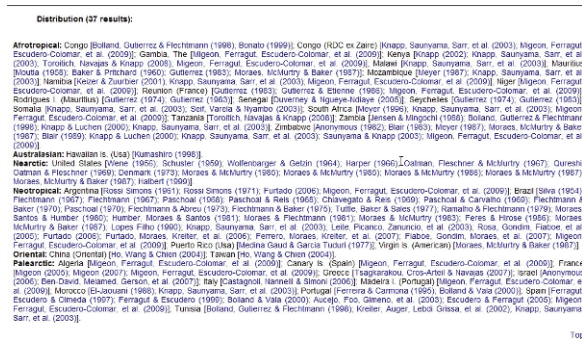 Distribution (37 results):
Afrotropical: Congo [Bolland, Gutierrez & Flechtmann (1998); Bonato (1999)]; Congo (RDC ex Zaire) [Knapp, Saunyama, Sarr, et al. (2003); Migeon, Ferragut,
Escudero-Colomar, et al. (2009)]; Gambia, The [Migeon, Ferragut, Escudero-Colomar, et al. (2009)]; Kenya [Knapp (2002); Knapp, Saunyama, Sarr, et al.
(2003); Toroitich, Navajas & Knapp (2008); Migeon, Ferragut, Escudero-Colomar, et al. (2009)]; Malawi [Knapp, Saunyama, Sarr, et al. (2003)]; Mauritius
[Moutia (1958); Baker & Pritchard (1960); Gutierrez (1983); Moraes, McMurtry & Baker (1987)]; Mozambique [Meyer (1987); Knapp, Saunyama, Sarr, et al.
(2003)]; Namibia [Keizer & Zuurbier (2001); Knapp, Saunyama, Sarr, et al. (2003); Migeon, Ferragut, Escudero-Colomar, et al. (2009)]; Niger [Migeon, Ferragut,
Escudero-Colomar, et al. (2009)]; Reunion (France) [Gutierrez (1983); Gutierrez & Etienne (1986); Migeon, Ferragut, Escudero-Colomar, et al. (2009)];
Rodrigues I. (Mauritius) [Gutierrez (1974); Gutierrez (1983)]; Senegal [Duverney & Ngueye-Ndiaye (2005)]; Seychelles [Gutierrez (1974); Gutierrez (1983)];
Somalia [Knapp, Saunyama, Sarr, et al. (2003); Seif, Varela & Nyambo (2003)]; South Africa [Meyer (1996); Knapp, Saunyama, Sarr, et al. (2003); Migeon,
Ferragut, Escudero-Colomar, et al. (2009)]; Tanzania [Toroitich, Navajas & Knapp (2008)]; Zambia [Jensen & Mingochi (1988); Bolland, Gutierrez & Flechtmann
(1998); Knapp & Luchen (2000); Knapp, Saunyama, Sarr, et al. (2003)]; Zimbabwe [Anonymous (1982); Blair (1983); Meyer (1987); Moraes, McMurtry & Baker
(1987); Blair (1989); Knapp & Luchen (2000); Knapp, Saunyama, Sarr, et al. (2003); Saunyama & Knapp (2003); Migeon, Ferragut, Escudero-Colomar, et al.
(2009)]
Australasian: Hawaiian Is. (Usa) [Kumashiro (1998)].
Nearctic: United States [Wene (1956); Schuster (1959); Wolfenbarger & Getzin (1964); Harper (1966); Oatman, Fleschner & McMurtry (1967); Qureshi,
Oatman & Fleschner (1969); Denmark (1973); Moraes & McMurtry (1985); Moraes & McMurtry (1985); Moraes & McMurtry (1986); Moraes & McMurtry (1987);
Moraes, McMurtry & Baker (1987); Halbert (1999)]
Neotropical: Argentina [Rossi Simons (1961); Rossi Simons (1971); Furtado (2006); Migeon, Ferragut, Escudero-Colomar, et al. (2009)]; Brazil [Silva (1954);
Flechtmann (1967); Flechtmann (1967); Paschoal (1968); Paschoal & Reis (1968); Chiavegato & Reis (1969); Paschoal & Carvalho (1969); Flechtmann &
Baker (1970); Paschoal (1970); Flechtmann & Abreu (1973); Flechtmann & Baker (1975); Tuttle, Baker & Sales (1977); Ramalho & Flechtmann (1979); Moraes,
Santos & Humber (1980); Humber, Moraes & Santos (1981); Moraes & Flechtmann (1981); Moraes & McMurtry (1983); Feres & Hirose (1986); Moraes,
McMurtry & Baker (1987); Lopes Filho (1990); Knapp, Saunyama, Sarr, et al. (2003); Leite, Picanco, Zanuncio, et al. (2003); Rosa, Gondim, Fiaboe, et al.
(2005); Furtado (2006); Furtado, Moraes, Kreiter, et al. (2006); Ferrero, Moraes, Kreiter, et al. (2007); Fiaboe, Gondim, Moraes, et al. (2007); Migeon,
Ferragut, Escudero-Colomar, et al. (2009)]; Puerto Rico (Usa) [Medina Gaud & Garcia Tuduri (1977)]; Virgin Is. (American) [Moraes, McMurtry & Baker (1987)].
Oriental: China (Oriental) [Ho, Wang & Chien (2004)]; Taiwan [Ho, Wang & Chien (2004)].
Palearctic: Algeria [Migeon, Ferragut, Escudero-Colomar, et al. (2009)]; Canary Is. (Spain) [Migeon, Ferragut, Escudero-Colomar, et al. (2009)]; France
[Migeon (2005); Migeon (2007); Migeon, Ferragut, Escudero-Colomar, et al. (2009)]; Greece [Tsagkarakou, Cros-Arteil & Navajas (2007)]; Israel [Anonymous
(2006); Ben-David, Melamed, Gerson, et al. (2007)]; Italy [Castagnoli, Nannelli & Simoni (2006)]; Madeira I. (Portugal) [Migeon, Ferragut, Escudero-Colomar, et
al. (2009)]; Morocco [El-Jaouani (1988); Knapp, Saunyama, Sarr, et al. (2003)]; Portugal [Ferreira & Carmona (1995); Bolland & Vala (2000)]; Spain [Ferragut,
Escudero & Olmeda (1997); Ferragut & Escudero (1999); Bolland & Vala (2000); Aucejo, Foo, Gimeno, et al. (2003); Escudero & Ferragut (2005); Migeon,
Ferragut, Escudero-Colomar, et al. (2009)]; Tunisia [Bolland, Gutierrez & Flechtmann (1998); Kreiter, Auger, Lebdi Grissa, et al. (2002); Knapp, Saunyama,
Sarr, et al. (2003)].
Top